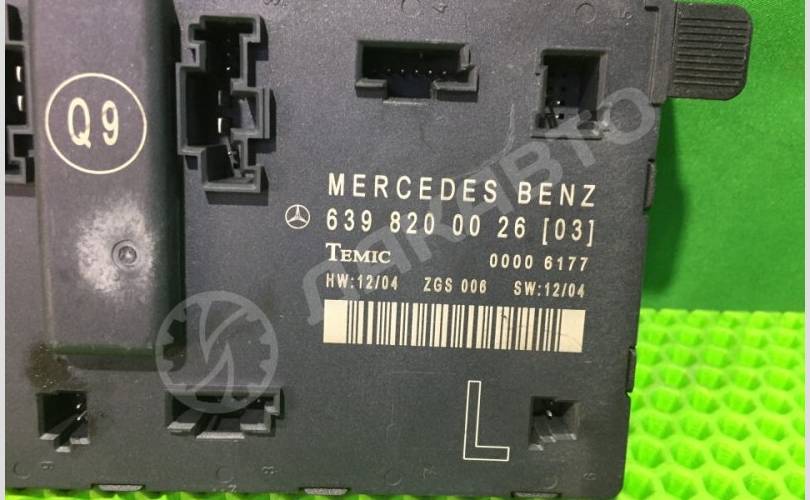 Q9
MERCEDES BENZ
639 820 00 26 [03]
TEMIC 0000 6177
HW:12/04 ZGS 006 SW:12/04
L
ДАКАВТО